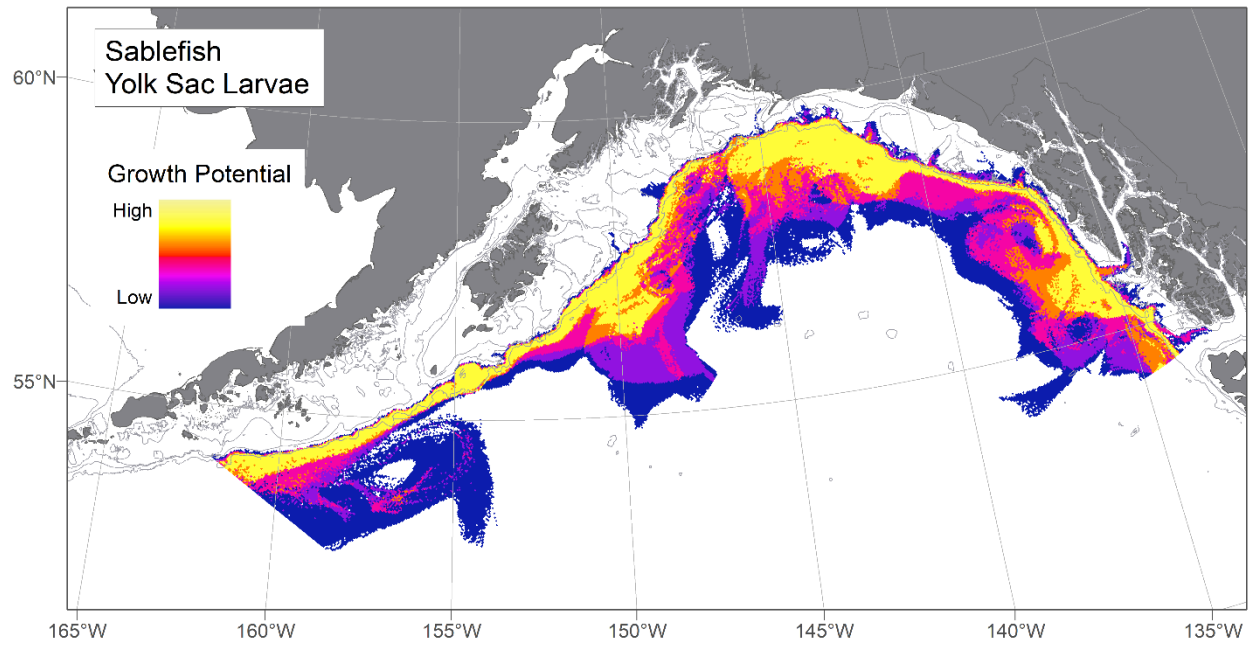 Sablefish
Yolk Sac Larvae
Growth Potential
High
Low
60°N
55°N
165°W
160°W
155°W
150°W
145°W
140°W
135°W